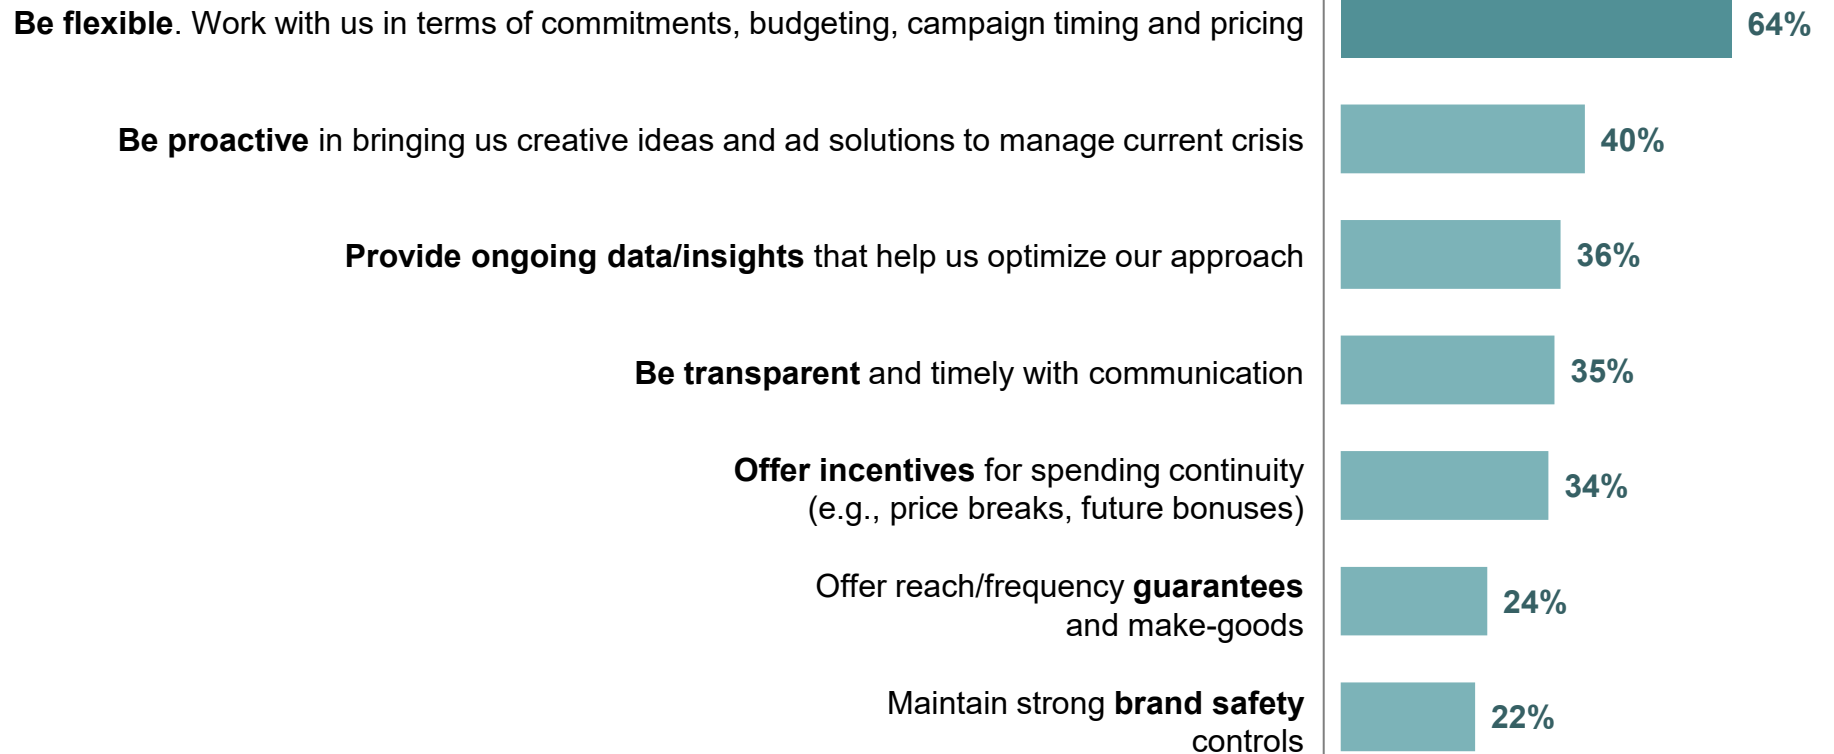 Be flexible. Work with us in terms of commitments, budgeting, campaign timing and pricing 64%
Be proactive in bringing us creative ideas and ad solutions to manage current crisis 40%
Provide ongoing data/insights that help us optimize our approach 36%
Be transparent and timely with communication 35%
Offer incentives for spending continuity
(e.g., price breaks, future bonuses) 34%
Offer reach/frequency guarantees
and make-goods 24%
Maintain strong brand safety
controls 22%